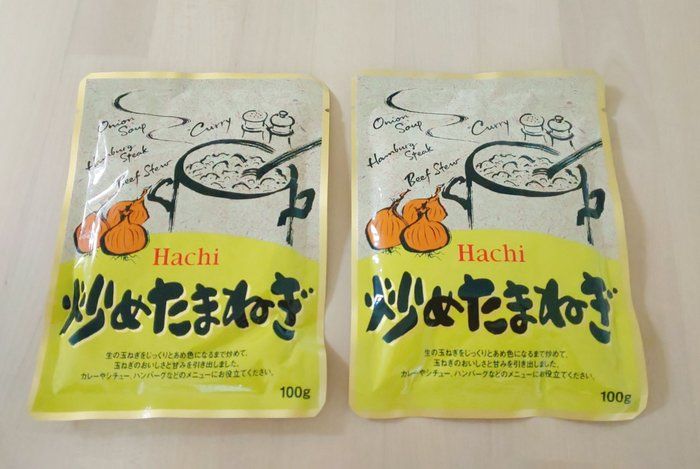 Onion Soup
Curry
Hamburg Steak
Beef Stew
Hachi
炒めたまねぎ
生の玉ねぎをじっくりとあめ色になるまで炒めて、
玉ねぎのおいしさと甘みを引き出しました。
カレーやシチュー、ハンバーグなどのメニューにお役立てください。
100g
Onion Soup
Curry
Hamburg Steak
Beef Stew
Hachi
炒めたまねぎ
生の玉ねぎをじっくりとあめ色になるまで炒めて、
玉ねぎのおいしさと甘みを引き出しました。
カレーやシチュー、ハンバーグなどのメニューにお役立てください。
100g